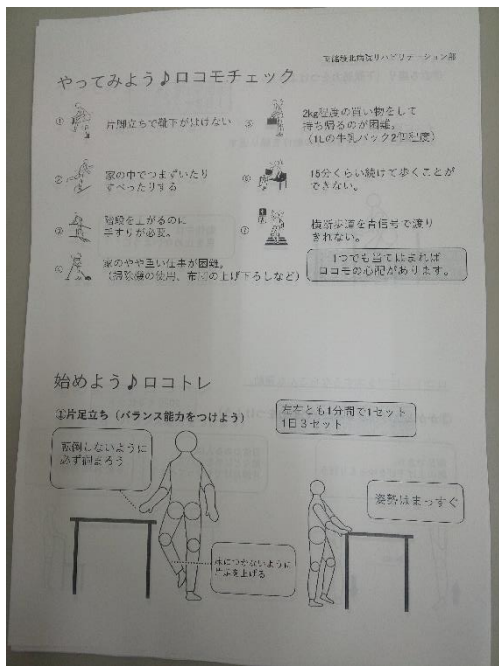 リハビリテーション部
やってみよう♪ロコモチェック
① 片脚立ちで靴下がはけない
② 家の中でつまずいたり
すべったりする
③ 階段を上がるのに
手すりが必要。
④ 家のやや重い仕事が困難。
(掃除機の使用、布団の上げ下ろしなど)
⑤ 2kg程度の買い物をして
持ち帰るのが困難。
(1Lの牛乳パック2個程度)
⑥ 15分くらい続けて歩くことが
できない。
⑦ 横断歩道を青信号で渡り
きれない。
1つでも当てはまれば
ロコモの心配があります。
始めよう♪ロコトレ
①片足立ち(バランス能力をつけよう)
左右とも1分間で1セット
1日3セット
転倒しないように
必ず掴まろう
姿勢はまっすぐ
床につかないように
片足を上げる